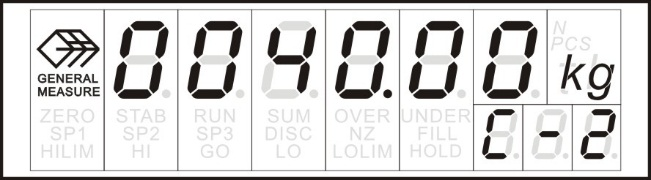 GENERAL
MEASURE
0040.00
N
PCS
kg
C-2
ZERO STAB RUN SUM OVER UNDER
SP1 SP2 SP3 DISC NZ FILL
HILIM HI GO LO LOLIM HOLD